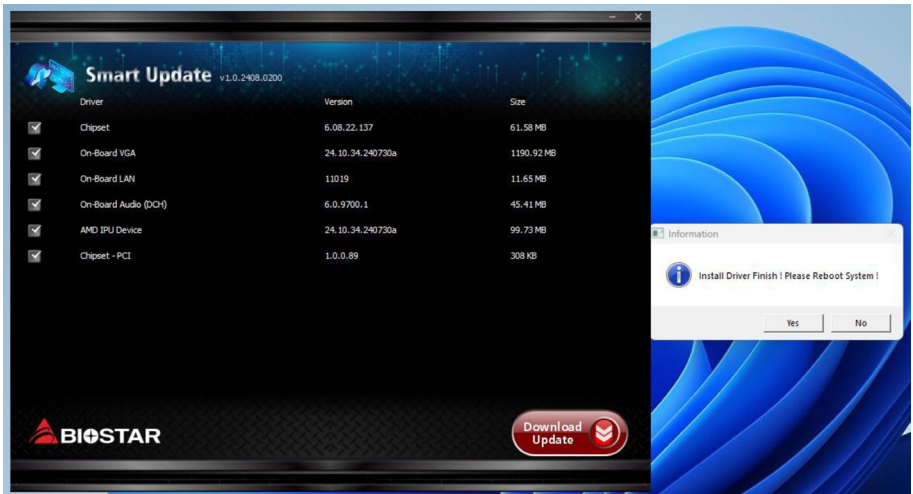 Smart Update v1.0.2408.0200
Driver Version Size
Chipset 6.08.22.137 61.58 MB
On-Board VGA 24.10.34.240730a 1190.92 MB
On-Board LAN 11019 11.65 MB
On-Board Audio (DCH) 6.0.9700.1 45.41 MB
AMD IPU Device 24.10.34.240730a 99.73 MB
Chipset - PCI 1.0.0.89 308 KB
Information
Install Driver Finish ! Please Reboot System !
Yes No
BIOSTAR
Download
Update